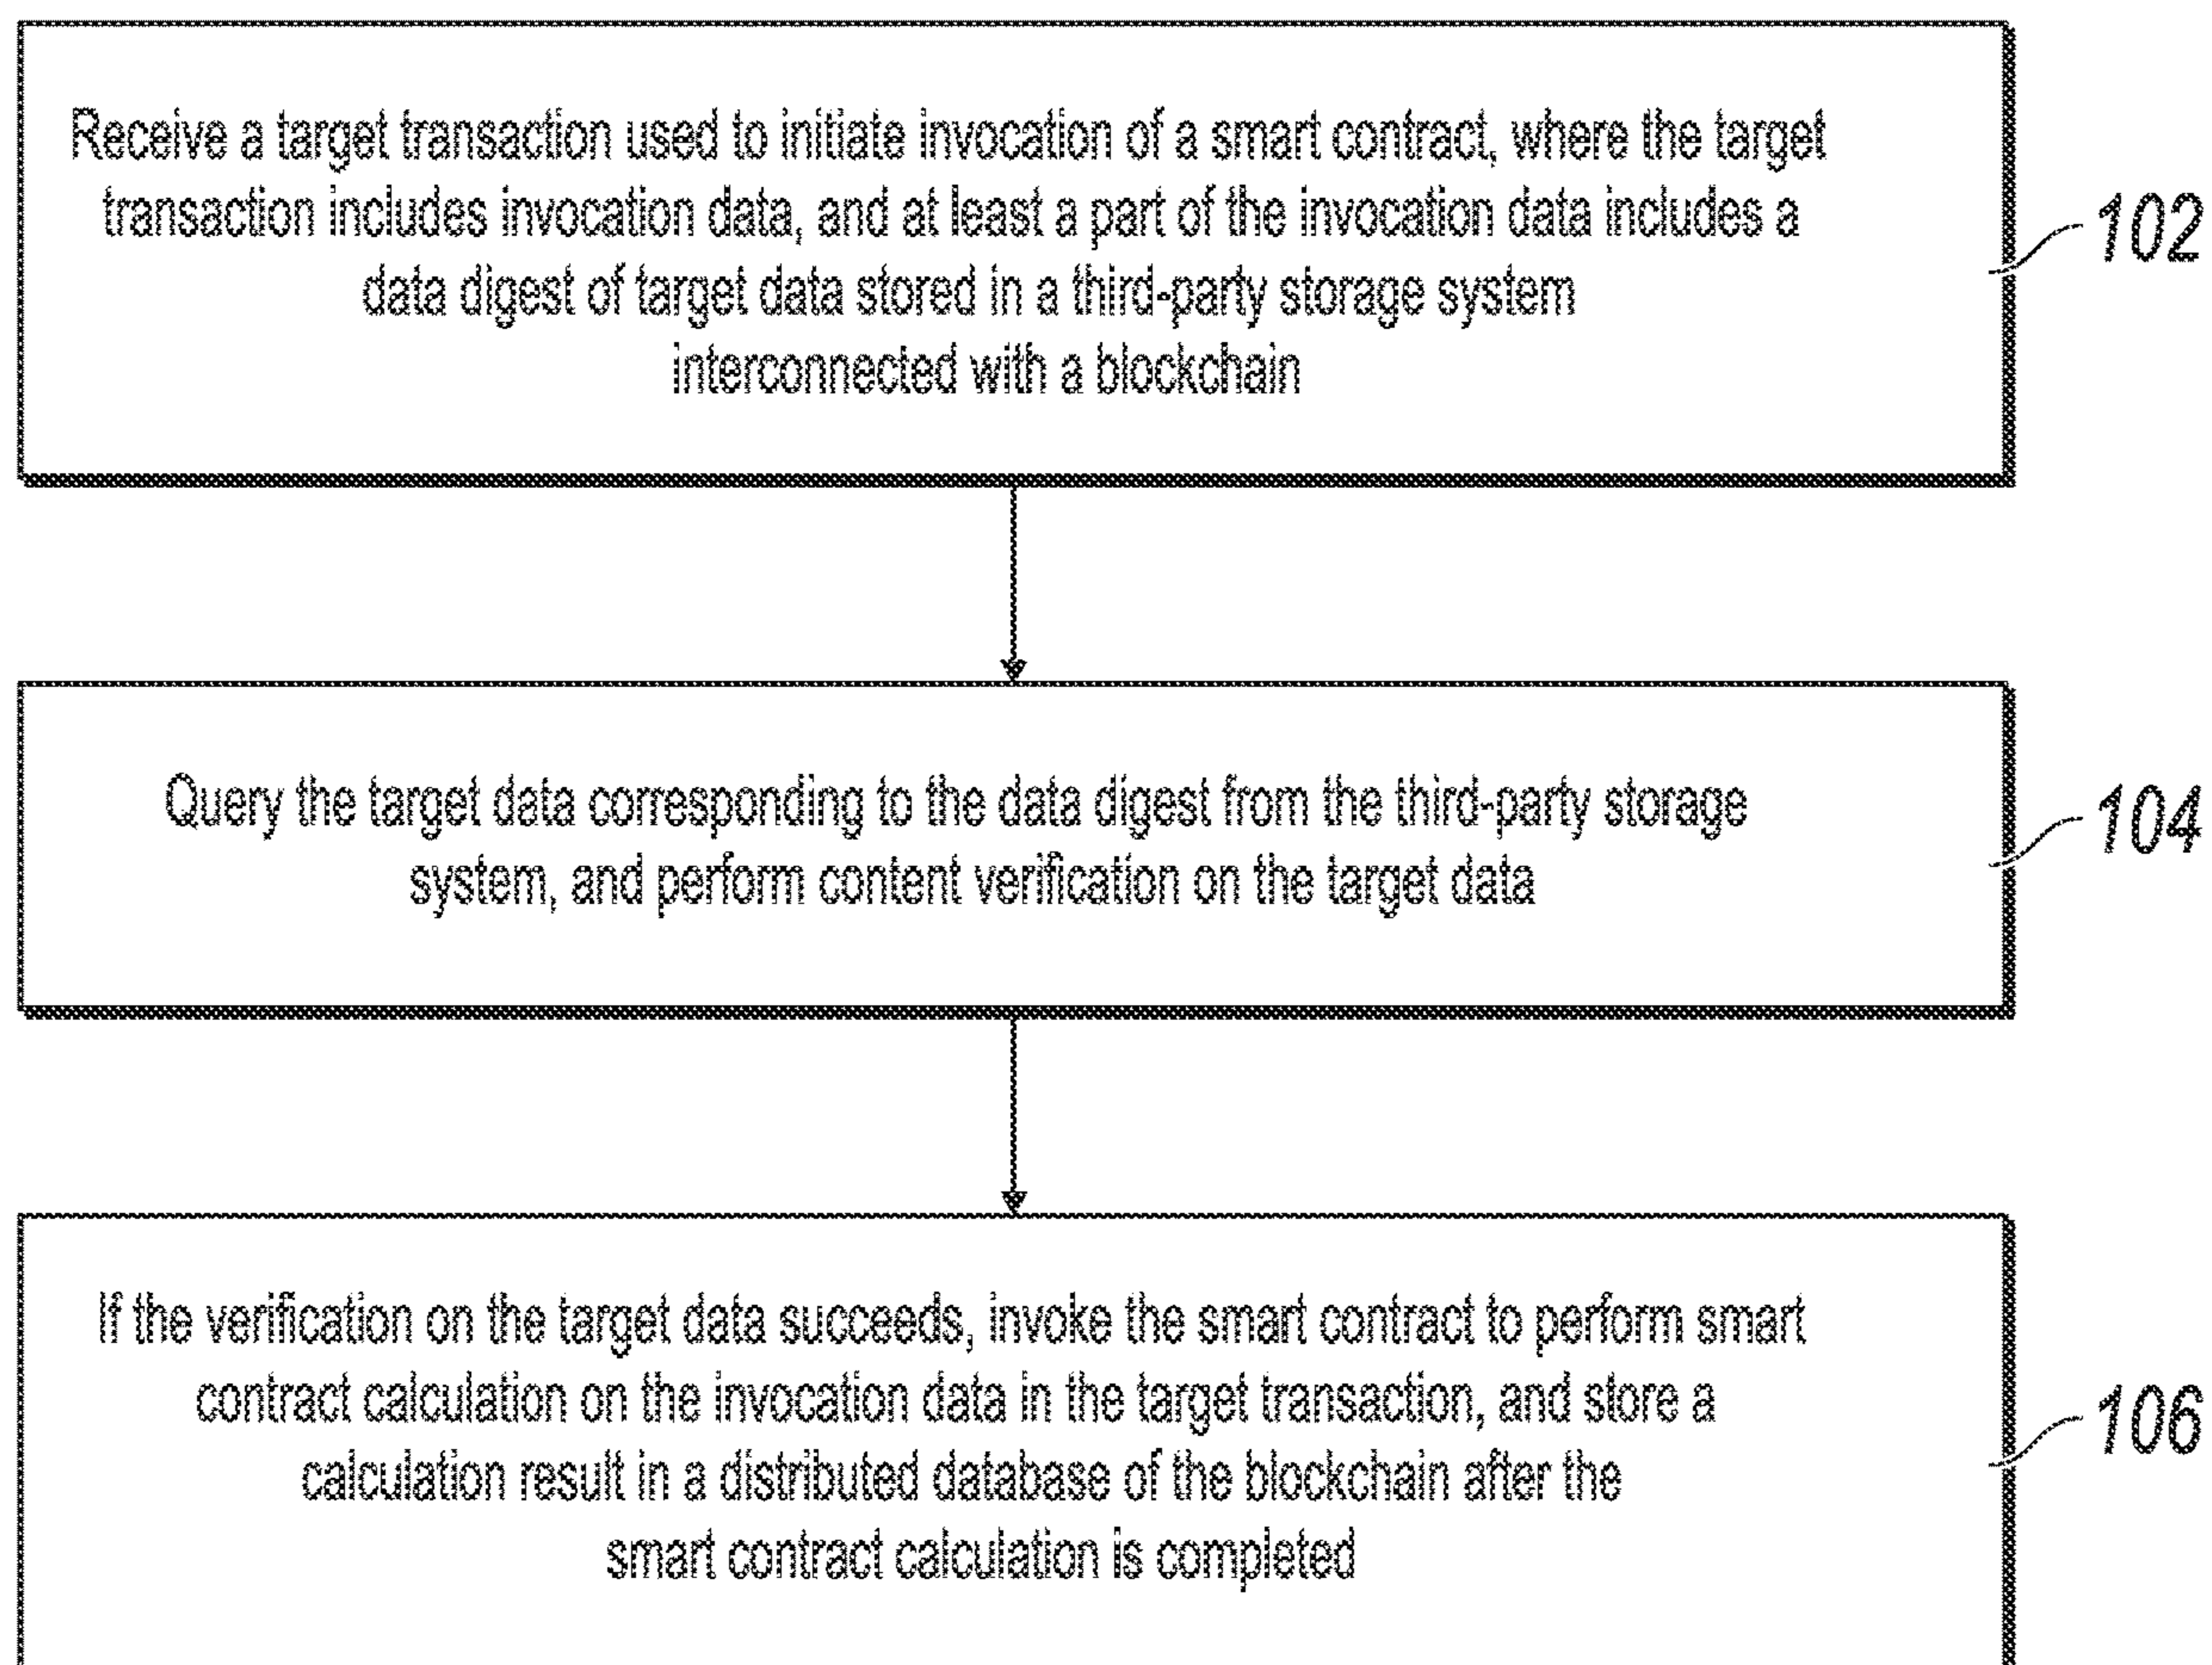 Receive a target transaction used to initiate invocation of a smart contract, where the target
transaction includes invocation data, and at least a part of the invocation data includes a
data digest of target data stored in a third-party storage system
interconnected with a blockchain
102
Query the target data corresponding to the data digest from the third-party storage
system, and perform content verification on the target data
104
If the verification on the target data succeeds, invoke the smart contract to perform smart
contract calculation on the invocation data in the target transaction, and store a
calculation result in a distributed database of the blockchain after the
smart contract calculation is completed
106